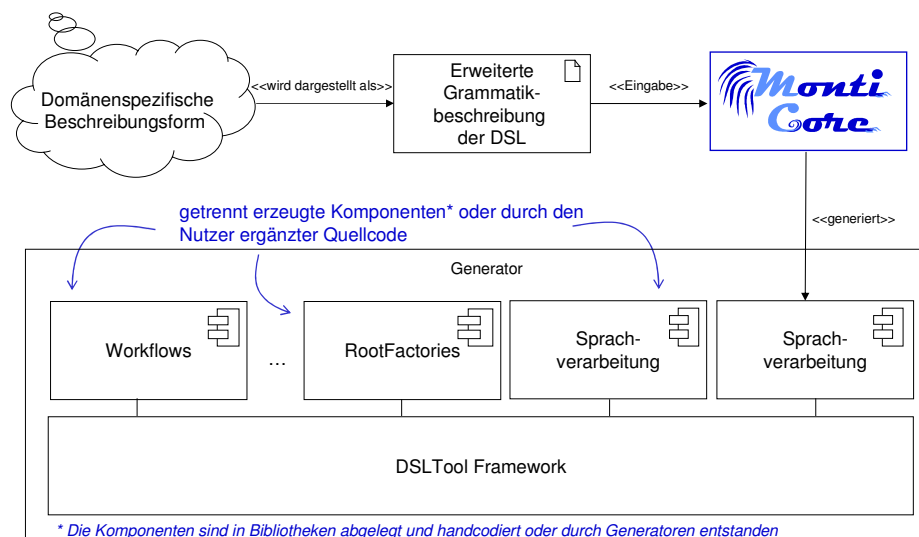 Domänenspezifische
Beschreibungsform
<<wird dargestellt als>>
Erweiterte
Grammatik-
beschreibung
der DSL
<<Eingabe>>
Monti
Core
<<generiert>>
getrennt erzeugte Komponenten* oder durch den
Nutzer ergänzter Quellcode
Generator
Workflows
...
RootFactories
Sprach-
verarbeitung
Sprach-
verarbeitung
DSLTool Framework
* Die Komponenten sind in Bibliotheken abgelegt und handcodiert oder durch Generatoren entstanden